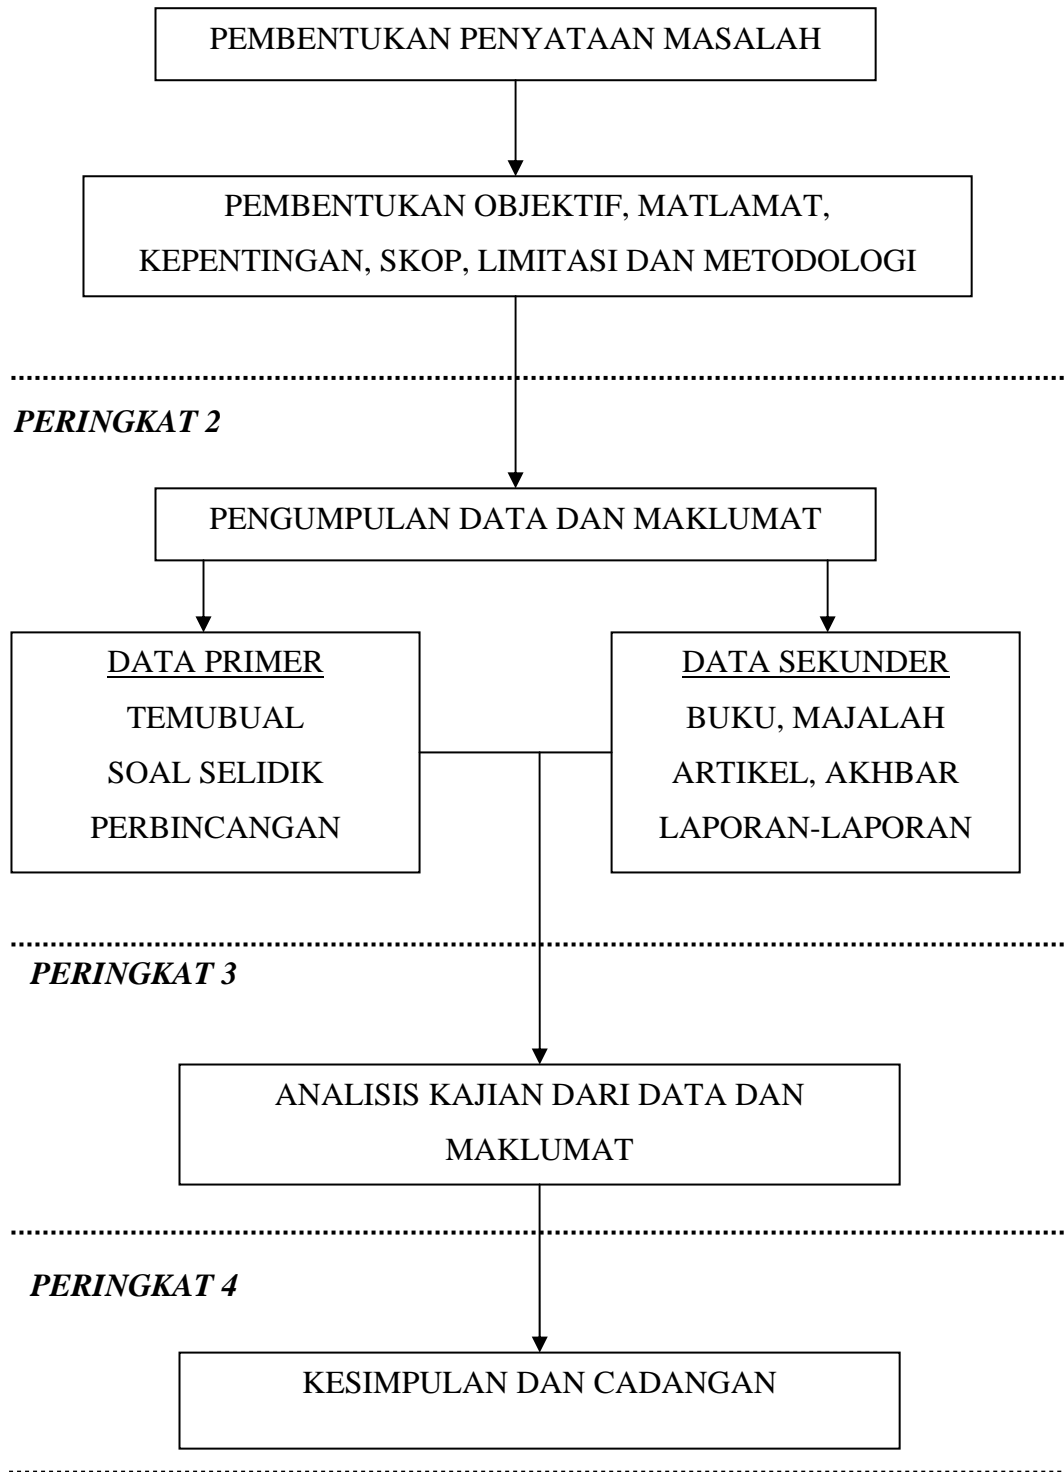 PEMBENTUKAN PENYATAAN MASALAH
PEMBENTUKAN OBJEKTIF, MATLAMAT,
KEPENTINGAN, SKOP, LIMITASI DAN METODOLOGI
PERINGKAT 2
PENGUMPULAN DATA DAN MAKLUMAT
DATA PRIMER
TEMUBUAL
SOAL SELIDIK
PERBINCANGAN
DATA SEKUNDER
BUKU, MAJALAH
ARTIKEL, AKHBAR
LAPORAN-LAPORAN
PERINGKAT 3
ANALISIS KAJIAN DARI DATA DAN
MAKLUMAT
PERINGKAT 4
KESIMPULAN DAN CADANGAN